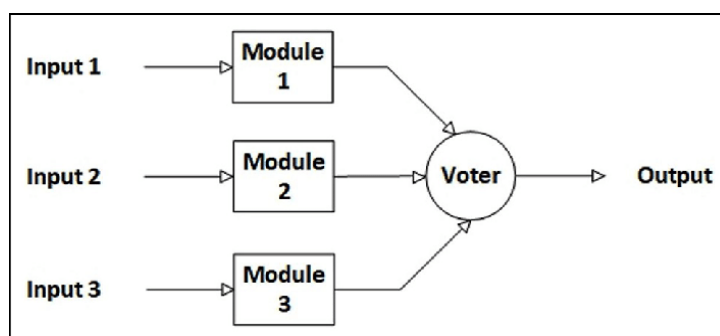 Input 1
Module
1
Input 2
Module
2
Voter
Output
Input 3
Module
3